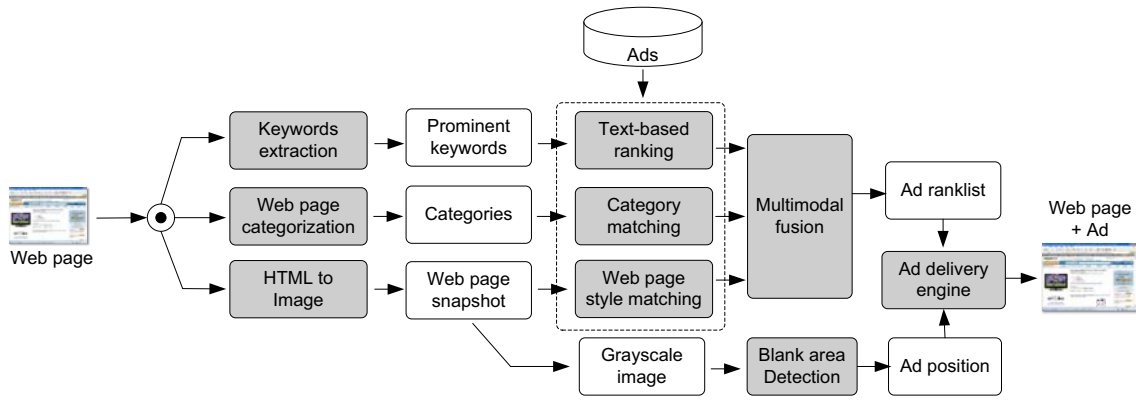 Ads
Keywords
extraction
Prominent
keywords
Text-based
ranking
Web page
categorization
Categories
Category
matching
Multimodal
fusion
Ad ranklist
Web page
Web page
+ Ad
HTML to
Image
Web page
snapshot
Web page
style matching
Ad delivery
engine
Grayscale
image
Blank area
Detection
Ad position